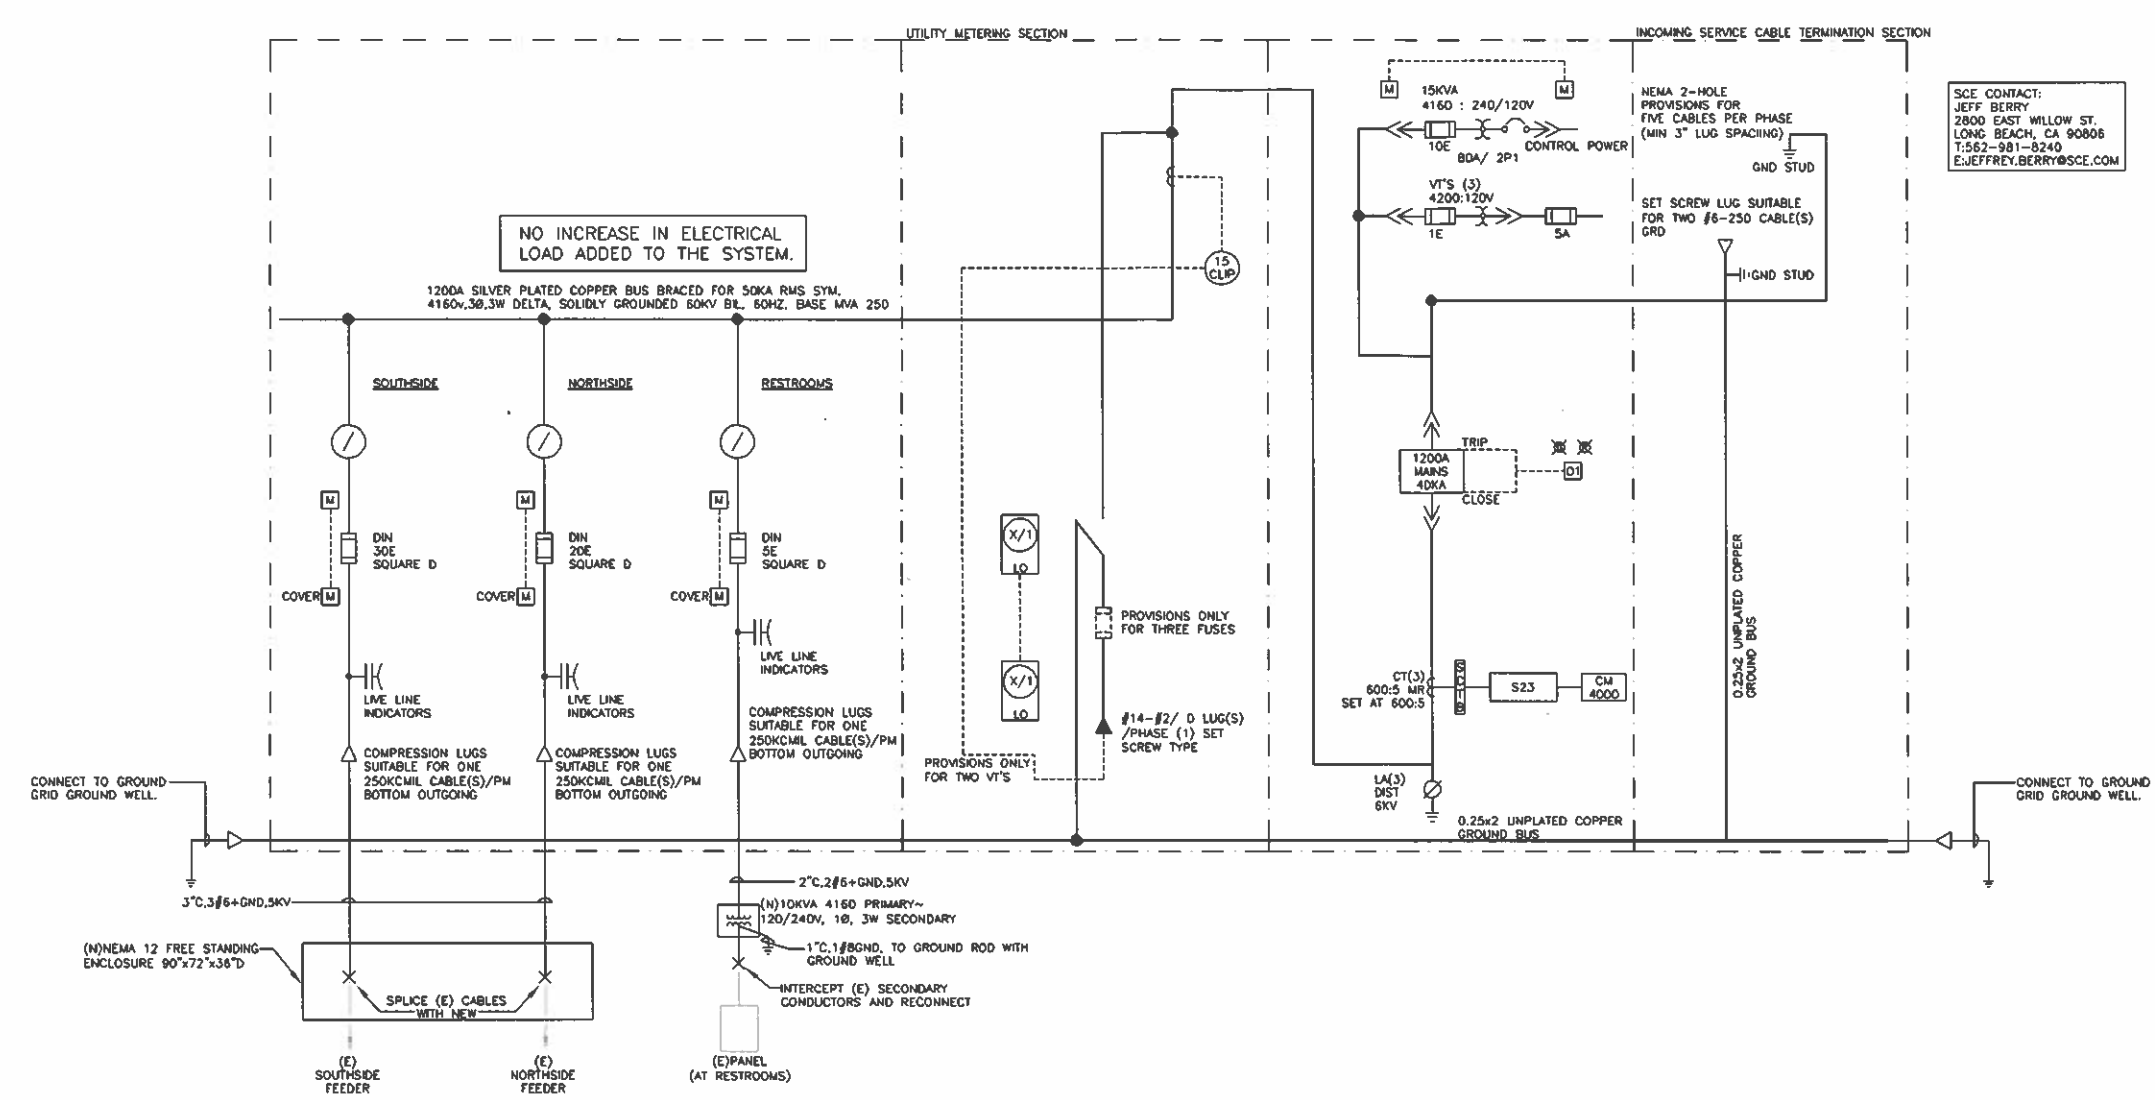 UTILITY METERING SECTION
INCOMING SERVICE CABLE TERMINATION SECTION
SCE CONTACT:
JEFF BERRY
2800 EAST WILLOW ST.
LONG BEACH, CA 90806
T:562-981-8240
E:JEFFREY.BERRY@SCE.COM
NO INCREASE IN ELECTRICAL
LOAD ADDED TO THE SYSTEM.
1200A SILVER PLATED COPPER BUS BRACED FOR 50KA RMS SYM,
4160v,3Ø,3W DELTA, SOLIDLY GROUNDED 60KV BIL, 60HZ, BASE MVA 250
SOUTHSIDE
NORTHSIDE
RESTROOMS
M
DIN
30E
SQUARE D
COVER M
LIVE LINE
INDICATORS
COMPRESSION LUGS
SUITABLE FOR ONE
250KCMIL CABLE(S)/PM
BOTTOM OUTGOING
M
DIN
20E
SQUARE D
COVER M
LIVE LINE
INDICATORS
COMPRESSION LUGS
SUITABLE FOR ONE
250KCMIL CABLE(S)/PM
BOTTOM OUTGOING
M
DIN
5E
SQUARE D
COVER M
LIVE LINE
INDICATORS
COMPRESSION LUGS
SUITABLE FOR ONE
250KCMIL CABLE(S)/PM
BOTTOM OUTGOING
15
CLIP
X/1
LO
X/1
LO
PROVISIONS ONLY
FOR THREE FUSES
#14-#2/ 0 LUG(S)
/PHASE (1) SET
SCREW TYPE
PROVISIONS ONLY
FOR TWO VT'S
M
M
15KVA
4160 : 240/120V
10E
80A/ 2P1
CONTROL POWER
VT'S (3)
4200:120V
1E
5A
TRIP
1200A
MAINS
40KA
CLOSE
01
CT(3)
600:5 MR
SET AT 600:5
S23
CM
4000
LA(3)
DIST
6KV
0.25x2 UNPLATED COPPER
GROUND BUS
NEMA 2-HOLE
PROVISIONS FOR
FIVE CABLES PER PHASE
(MIN 3" LUG SPACIING)
GND STUD
SET SCREW LUG SUITABLE
FOR TWO #6-250 CABLE(S)
GRD
GND STUD
0.25x2 UNPLATED COPPER
GROUND BUS
CONNECT TO GROUND
GRID GROUND WELL.
CONNECT TO GROUND
GRID GROUND WELL.
3"C,3#6+GND,5KV
2"C,2#6+GND,5KV
(N)10KVA 4160 PRIMARY~
120/240V, 1Ø, 3W SECONDARY
1"C,1#8GND, TO GROUND ROD WITH
GROUND WELL
INTERCEPT (E) SECONDARY
CONDUCTORS AND RECONNECT
(N)NEMA 12 FREE STANDING
ENCLOSURE 90"x72"x36"D
SPLICE (E) CABLES
WITH NEW
(E)
SOUTHSIDE
FEEDER
(E)
NORTHSIDE
FEEDER
(E)PANEL
(AT RESTROOMS)